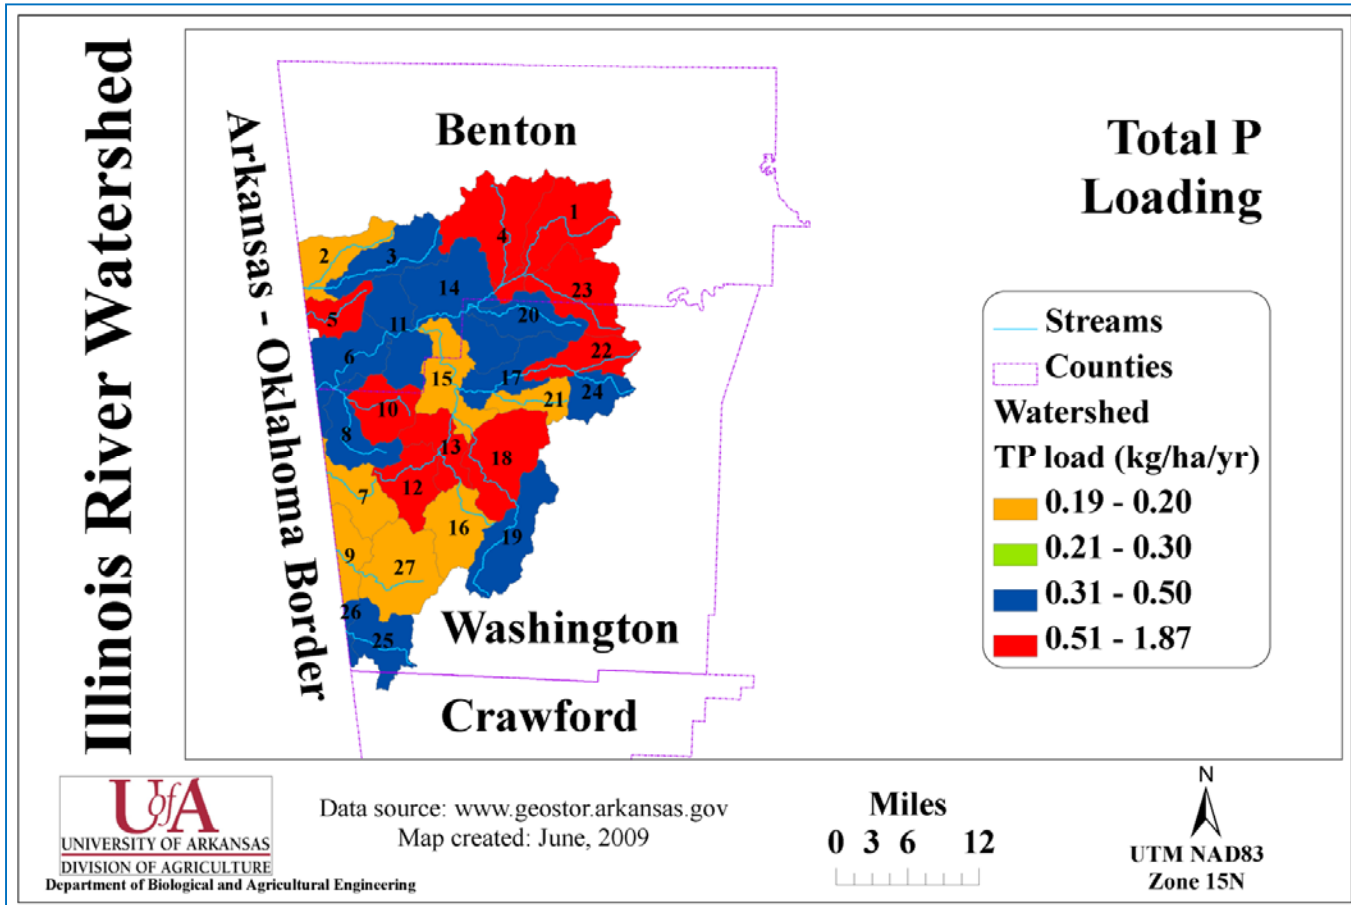 Illinois River Watershed
Arkansas - Oklahoma Border
Benton
Total P
Loading
1
4
2
3
23
14
5
20
11
22
6
15
17
24
21
10
8
13
18
7
12
16
19
9
27
26
25
Washington
Crawford
Streams
Counties
Watershed
TP load (kg/ha/yr)
0.19 - 0.20
0.21 - 0.30
0.31 - 0.50
0.51 - 1.87
UofA
UNIVERSITY OF ARKANSAS
DIVISION OF AGRICULTURE
Department of Biological and Agricultural Engineering
Data source: www.geostor.arkansas.gov
Map created: June, 2009
Miles
0 3 6 12
N
UTM NAD83
Zone 15N